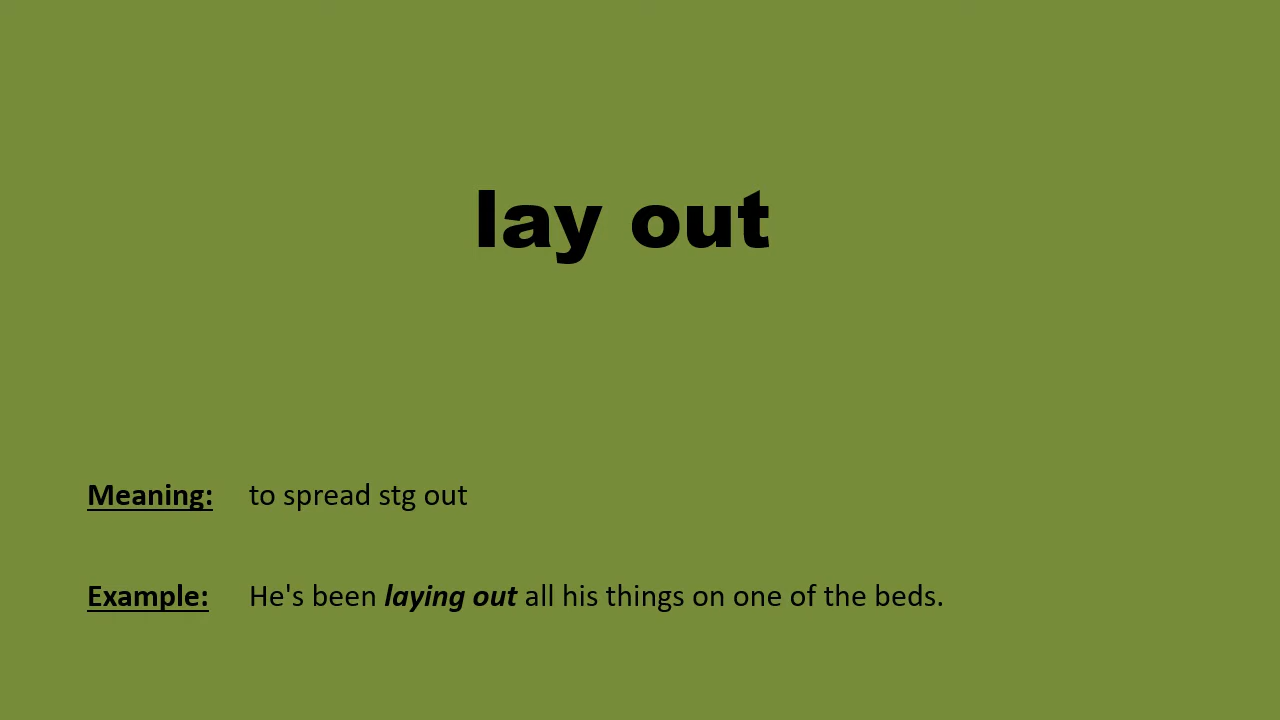 lay out
Meaning: to spread stg out
Example: He's been laying out all his things on one of the beds.